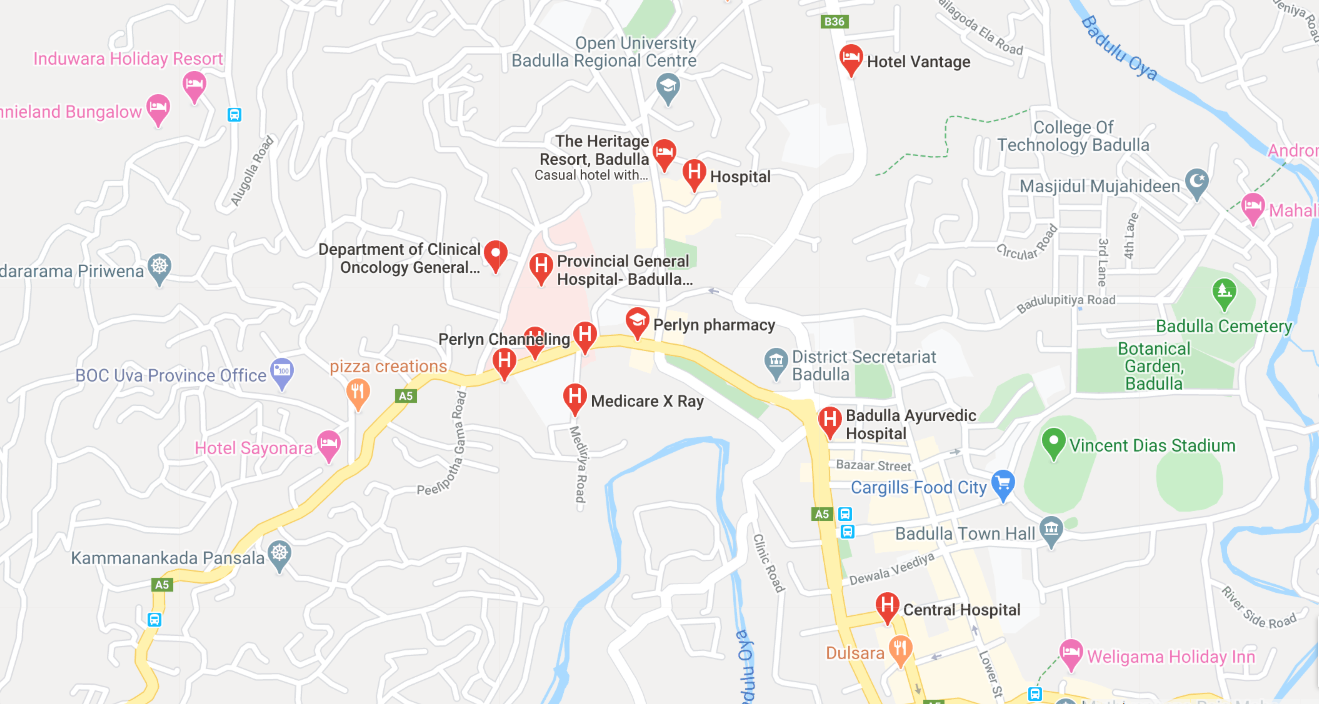 B36
ailagoda Ela Road
Badulu Oya
Open University
Badulla Regional Centre
Hotel Vantage
Induwara Holiday Resort
nnieland Bungalow
Alugolla Road
The Heritage
Resort, Badulla
Casual hotel with...
H
Hospital
College Of
Technology Badulla
Androm
Masjidul Mujahideen
Mahali
Circular Road
3rd Lane
4th Lane
dararama Piriwena
Department of Clinical
Oncology General...
H
Provincial General
Hospital- Badulla...
Badulupitiya Road
Badulla Cemetery
Perlyn Channeling
H
H
H
Perlyn pharmacy
District Secretariat
Badulla
Botanical
Garden,
Badulla
BOC Uva Province Office
pizza creations
A5
H
Medicare X Ray
H
Badulla Ayurvedic
Hospital
Hotel Sayonara
Peelipotha Gama Road
Mediriya Road
Vincent Dias Stadium
Bazaar Street
Cargills Food City
A5
Badulla Town Hall
Kammanankada Pansala
A5
Clinic Road
Dewala Veediya
H
Central Hospital
River Side Road
Dulsara
Lower St
Weligama Holiday Inn
dulu Oya